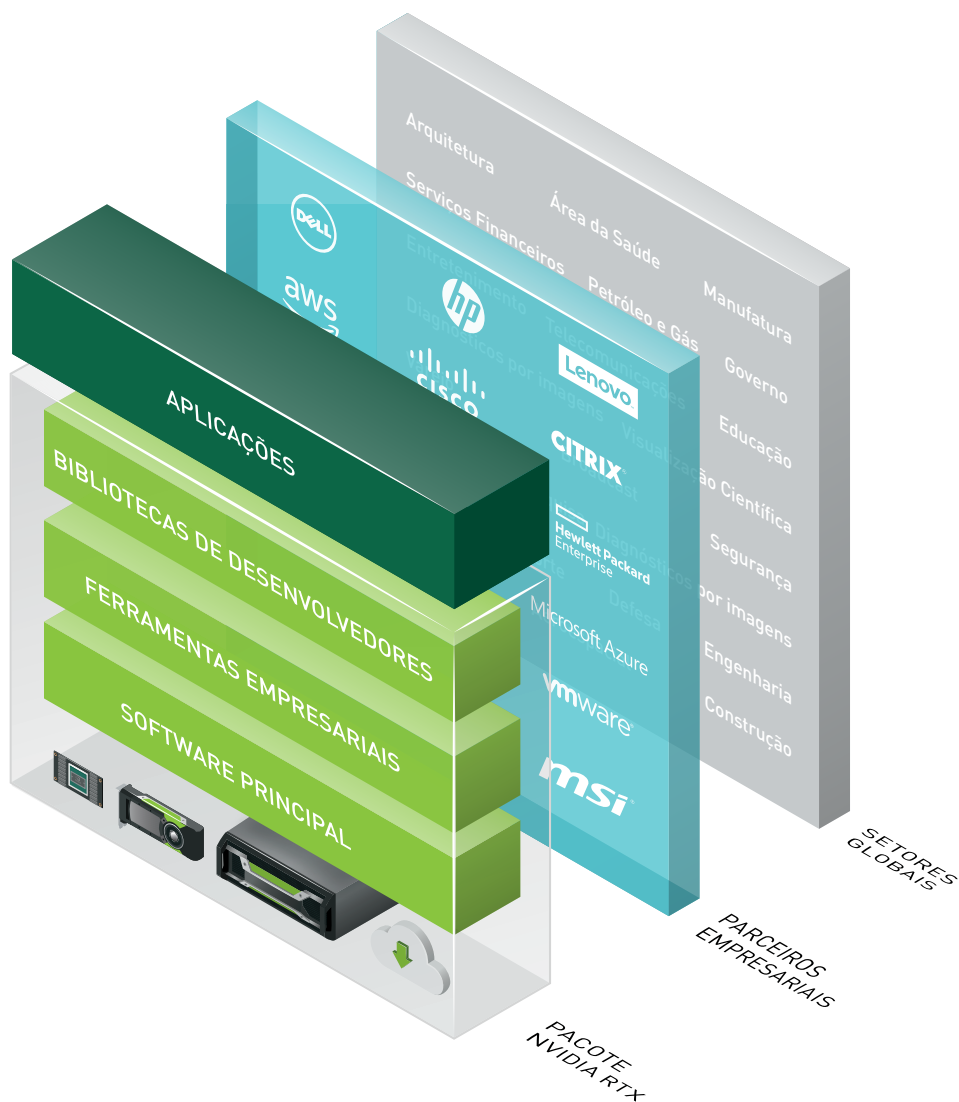 Arquitetura
Área da Saúde
Manufatura
Serviços Financeiros
Petróleo e Gás
Governo
Entretenimento
Telecomunicações
Educação
Diagnósticos por imagens
Visualização Científica
Segurança
Diagnósticos por imagens
Engenharia
Defesa
Construção
DELL
aws
hp
Lenovo
CISCO
CITRIX
Hewlett Packard
Enterprise
Microsoft Azure
vmware
msi
APLICAÇÕES
BIBLIOTECAS DE DESENVOLVEDORES
FERRAMENTAS EMPRESARIAIS
SOFTWARE PRINCIPAL
SETORES
GLOBAIS
PARCEIROS
EMPRESARIAIS
PACOTE
NVIDIA RTX